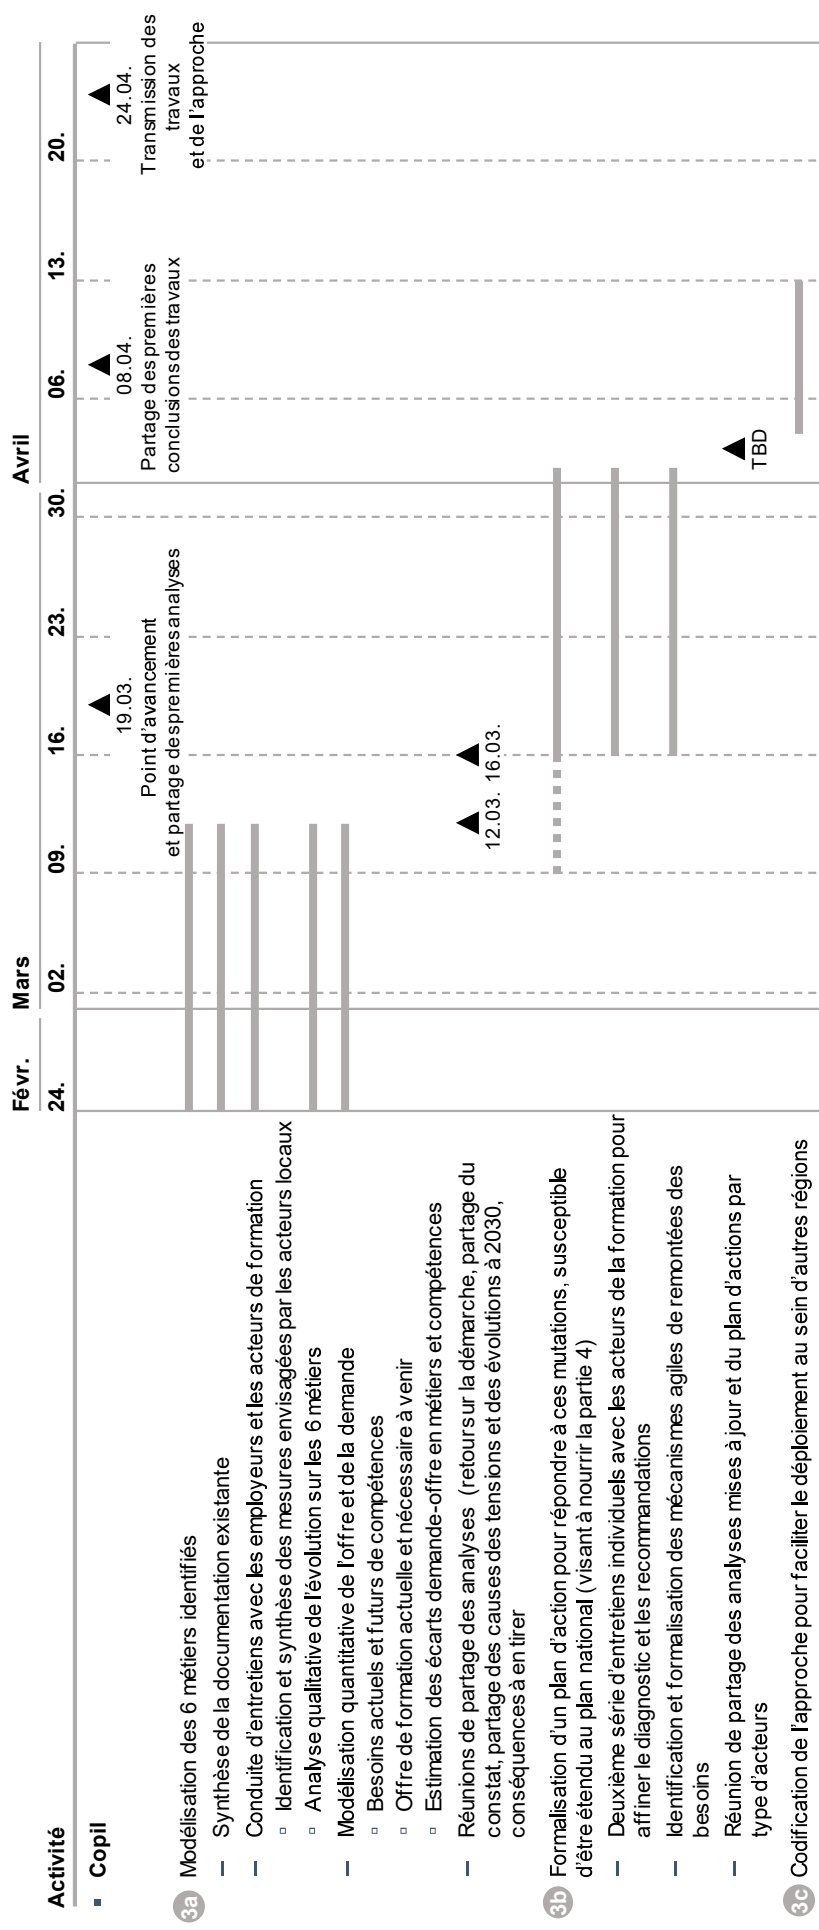 Activité
Févr.
Mars
Avril
24.
02.
09.
16.
23.
30.
06.
13.
20.
▪ Copil
19.03.
Point d'avancement
et partage des premières analyses
08.04.
Partage des premières
conclusions des travaux
24.04.
Transmission des
travaux
et de l'approche
3a Modélisation des 6 métiers identifiés
– Synthèse de la documentation existante
– Conduite d'entretiens avec les employeurs et les acteurs de formation
▫ Identification et synthèse des mesures envisagées par les acteurs locaux
▫ Analyse qualitative de l'évolution sur les 6 métiers
– Modélisation quantitative de l'offre et de la demande
▫ Besoins actuels et futurs de compétences
▫ Offre de formation actuelle et nécessaire à venir
▫ Estimation des écarts demande-offre en métiers et compétences
– Réunions de partage des analyses (retour sur la démarche, partage du
constat, partage des causes des tensions et des évolutions à 2030,
conséquences à en tirer
12.03. 16.03.
3b Formalisation d'un plan d'action pour répondre à ces mutations, susceptible
d'être étendu au plan national (visant à nourrir la partie 4)
– Deuxième série d'entretiens individuels avec les acteurs de la formation pour
affiner le diagnostic et les recommandations
– Identification et formalisation des mécanismes agiles de remontées des
besoins
– Réunion de partage des analyses mises à jour et du plan d'actions par
type d'acteurs
TBD
3c Codification de l'approche pour faciliter le déploiement au sein d'autres régions